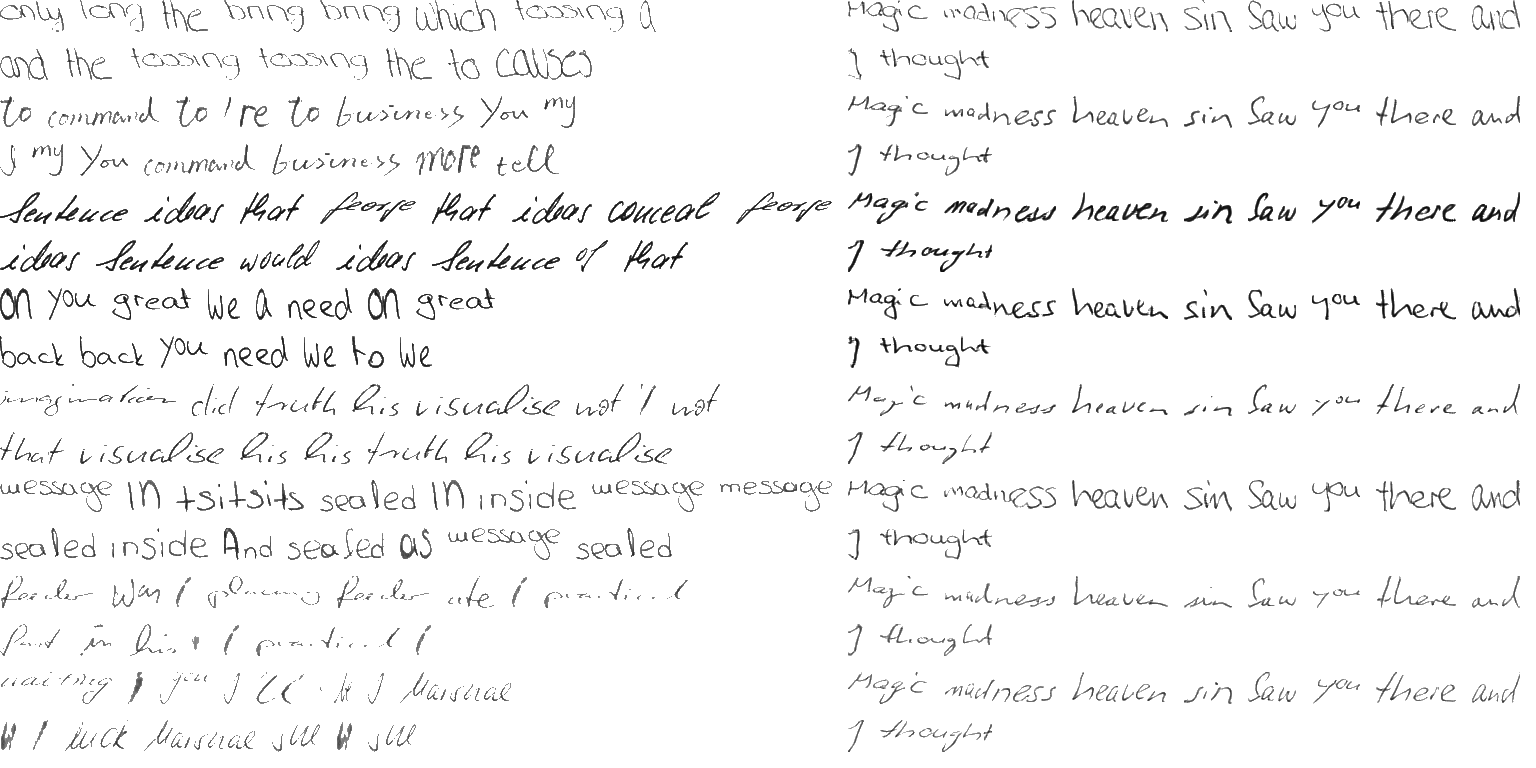 only long the bring bring which tossing a
and the tossing tossing the to causes
to command to 're to business You my
I my You command business more tell
Sentence ideas that George that ideas conceal George
ideas Sentence would ideas Sentence of that
On you great We a need On great
back back you need We to We
imagination did truth his visualise not 'I not
that visualise his his truth his visualise
message In tsitsits sealed In inside message message
sealed inside And sealed as message sealed
Reeder Was I placing Reeder ate I practical
Part in his I practical I
waiting you I 'll I Marshal
I luck Marshal she she
Magic madness heaven sin Saw you there and
I thought
Magic madness heaven sin Saw you there and
I thought
Magic madness heaven sin Saw you there and
I thought
Magic madness heaven sin Saw you there and
I thought
Magic madness heaven sin Saw you there and
I thought
Magic madness heaven sin Saw you there and
I thought
Magic madness heaven sin Saw you there and
I thought
Magic madness heaven sin Saw you there and
I thought